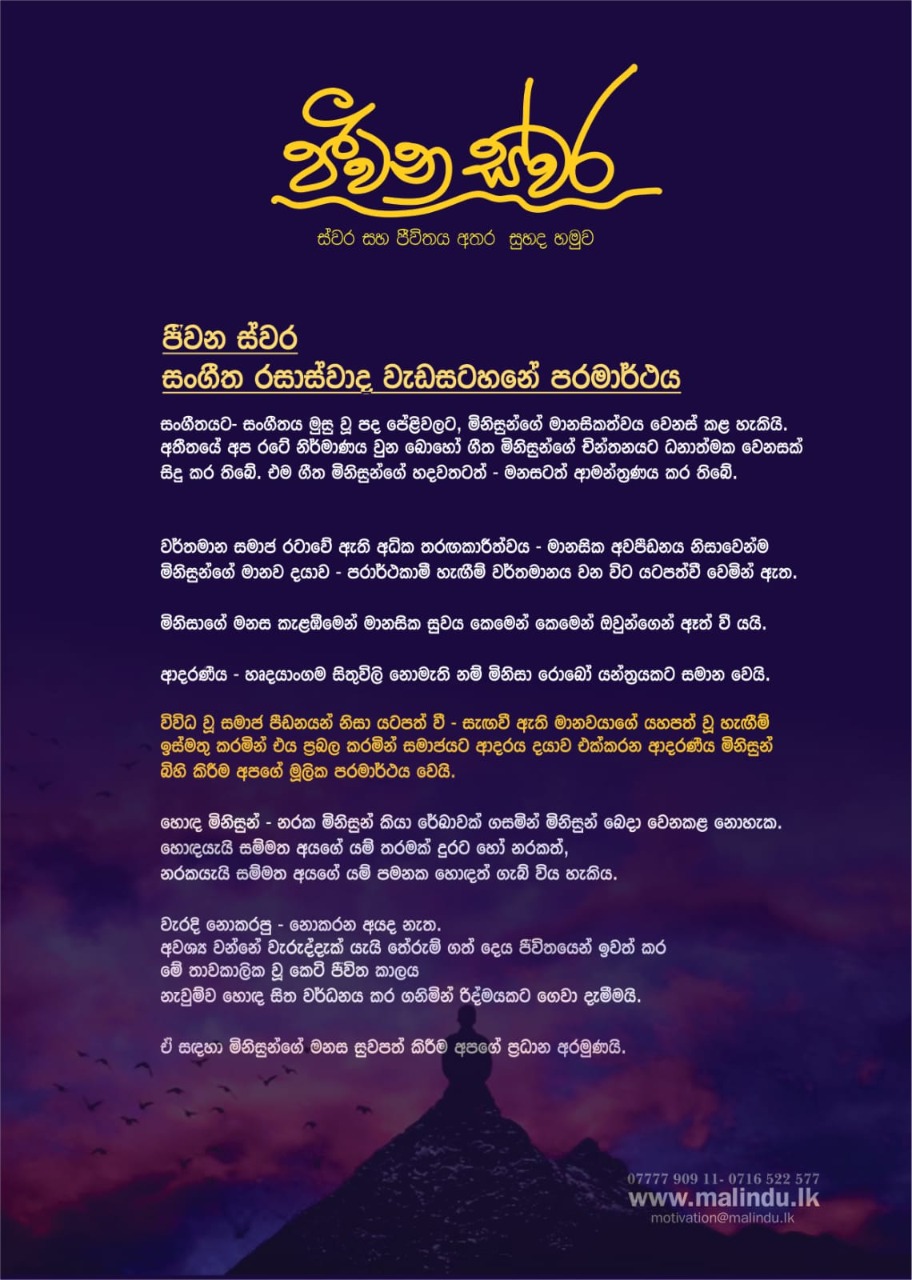 ජීවන ස්වර
ස්වර සහ ජීවිතය අතර සුහද හමුව
ජීවන ස්වර
සංගීත රසාස්වාද වැඩසටහනේ පරමාර්ථය
සංගීතයට- සංගීතය මුසු වූ පද පේළිවලට, මිනිසුන්ගේ මානසිකත්වය වෙනස් කළ හැකියි.
අතීතයේ අප රටේ නිර්මාණය වුන බොහෝ ගීත මිනිසුන්ගේ චින්තනයට ධනාත්මක වෙනසක්
සිදු කර තිබේ. එම ගීත මිනිසුන්ගේ හදවතටත් - මනසටත් ආමන්ත්‍රණය කර තිබේ.
වර්තමාන සමාජ රටාවේ ඇති අධික තරඟකාරීත්වය - මානසික අවපීඩනය නිසාවෙන්ම
මිනිසුන්ගේ මානව දයාව - පරාර්ථකාමී හැඟීම් වර්තමානය වන විට යටපත්වී වෙමින් ඇත.
මිනිසාගේ මනස කැළඹීමෙන් මානසික සුවය කෙමෙන් කෙමෙන් ඔවුන්ගෙන් ඈත් වී යයි.
ආදරණීය - හෘදයාංගම සිතුවිලි නොමැති නම් මිනිසා රොබෝ යන්ත්‍රයකට සමාන වෙයි.
විවිධ වූ සමාජ පීඩනයන් නිසා යටපත් වී - සැඟවී ඇති මානවයාගේ යහපත් වූ හැඟීම්
ඉස්මතු කරමින් එය ප්‍රබල කරමින් සමාජයට ආදරය දයාව එක්කරන ආදරණීය මිනිසුන්
බිහි කිරීම අපගේ මූලික පරමාර්ථය වෙයි.
හොඳ මිනිසුන් - නරක මිනිසුන් කියා රේඛාවක් ගසමින් මිනිසුන් බෙදා වෙනකළ නොහැක.
හොඳයැයි සම්මත අයගේ යම් තරමක් දුරට හෝ නරකත්,
නරකයැයි සම්මත අයගේ යම් පමනක හොඳත් ගැබ් විය හැකිය.
වැරදි නොකරපු - නොකරන අයද නැත.
අවශ්‍ය වන්නේ වැරුද්දැක් යැයි තේරුම් ගත් දෙය ජීවිතයෙන් ඉවත් කර
මේ තාවකාලික වූ කෙටි ජීවිත කාලය
නැවුම්ව හොඳ සිත වර්ධනය කර ගනිමින් රිද්මයකට ගෙවා දැමීමයි.
ඒ සඳහා මිනිසුන්ගේ මනස සුවපත් කිරීම අපගේ ප්‍රධාන අරමුණයි.
07777 909 11- 0716 522 577
www.malindu.lk
motivation@malindu.lk